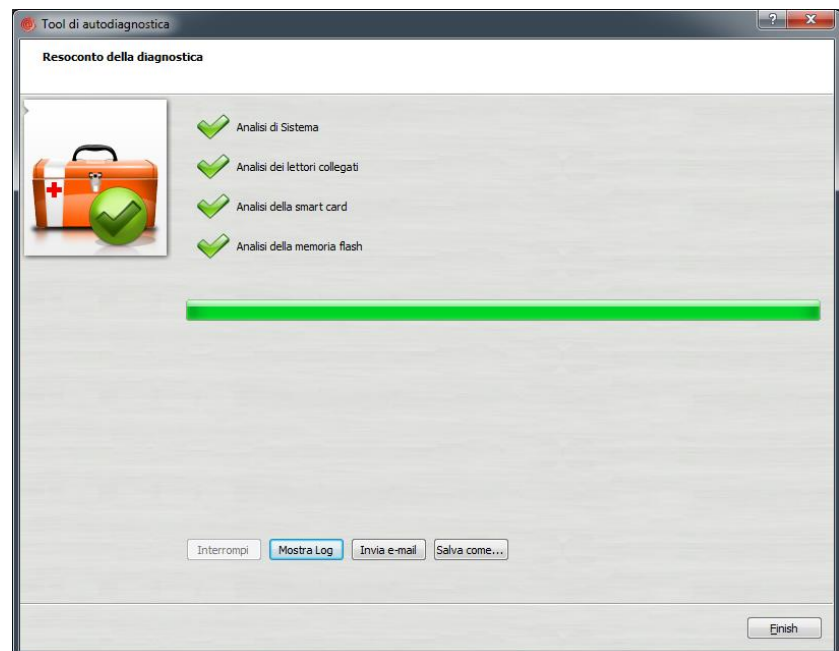 Tool di autodiagnostica
Resoconto della diagnostica
Analisi di Sistema
Analisi dei lettori collegati
Analisi della smart card
Analisi della memoria flash
Interrompi Mostra Log Invia e-mail Salva come...
Finish